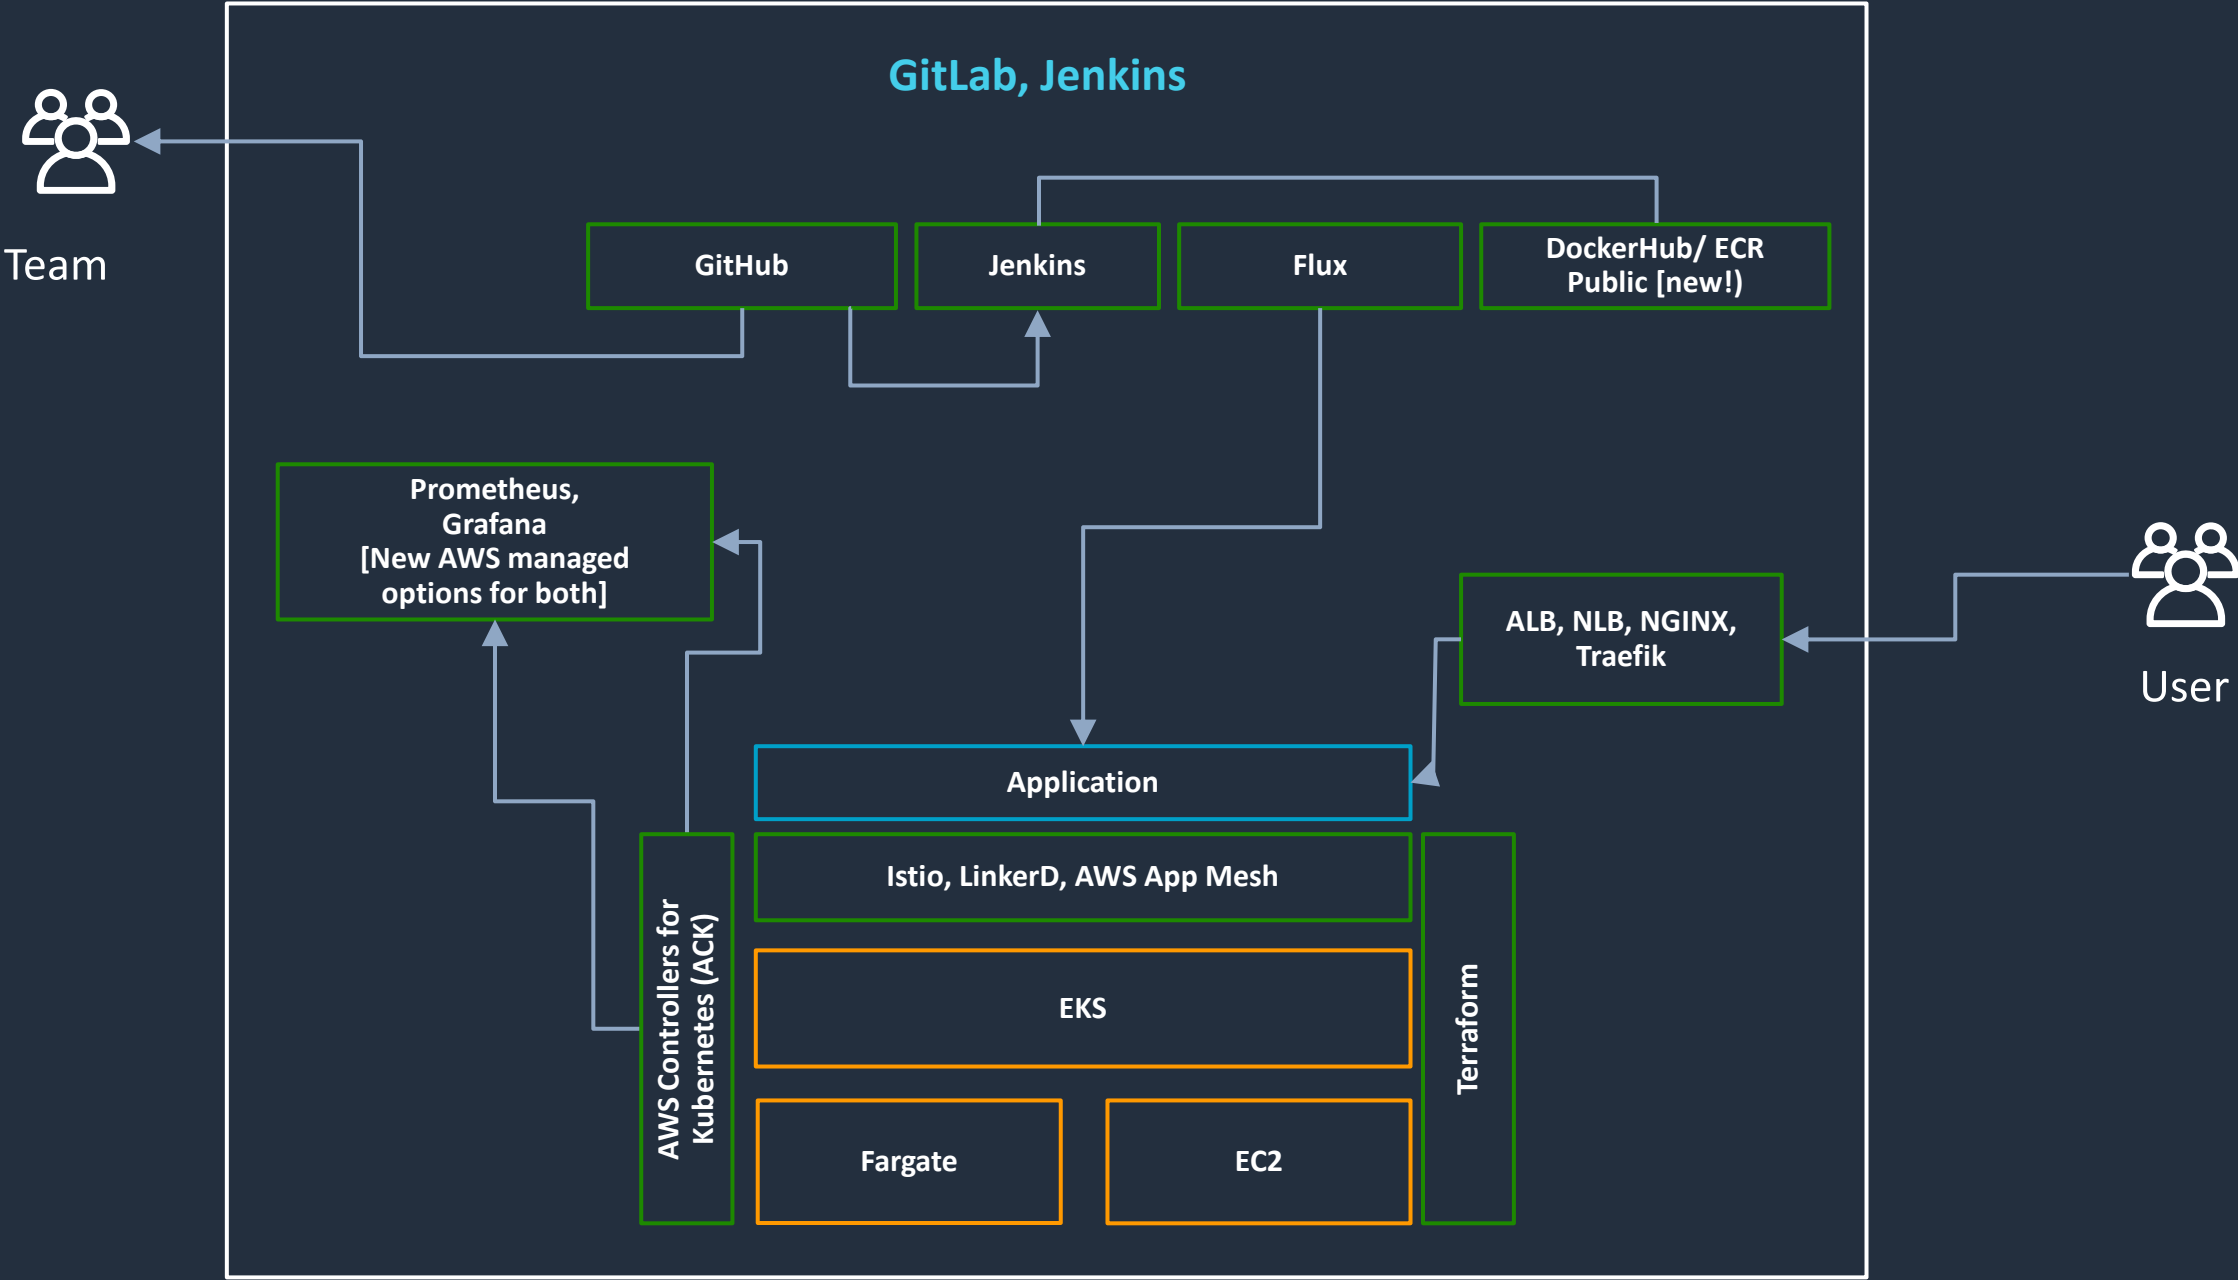 GitLab, Jenkins
Team
GitHub
Jenkins
Flux
DockerHub/ ECR
Public [new!)
Prometheus,
Grafana
[New AWS managed
options for both]
ALB, NLB, NGINX,
Traefik
User
Application
Istio, LinkerD, AWS App Mesh
AWS Controllers for
Kubernetes (ACK)
EKS
Terraform
Fargate
EC2